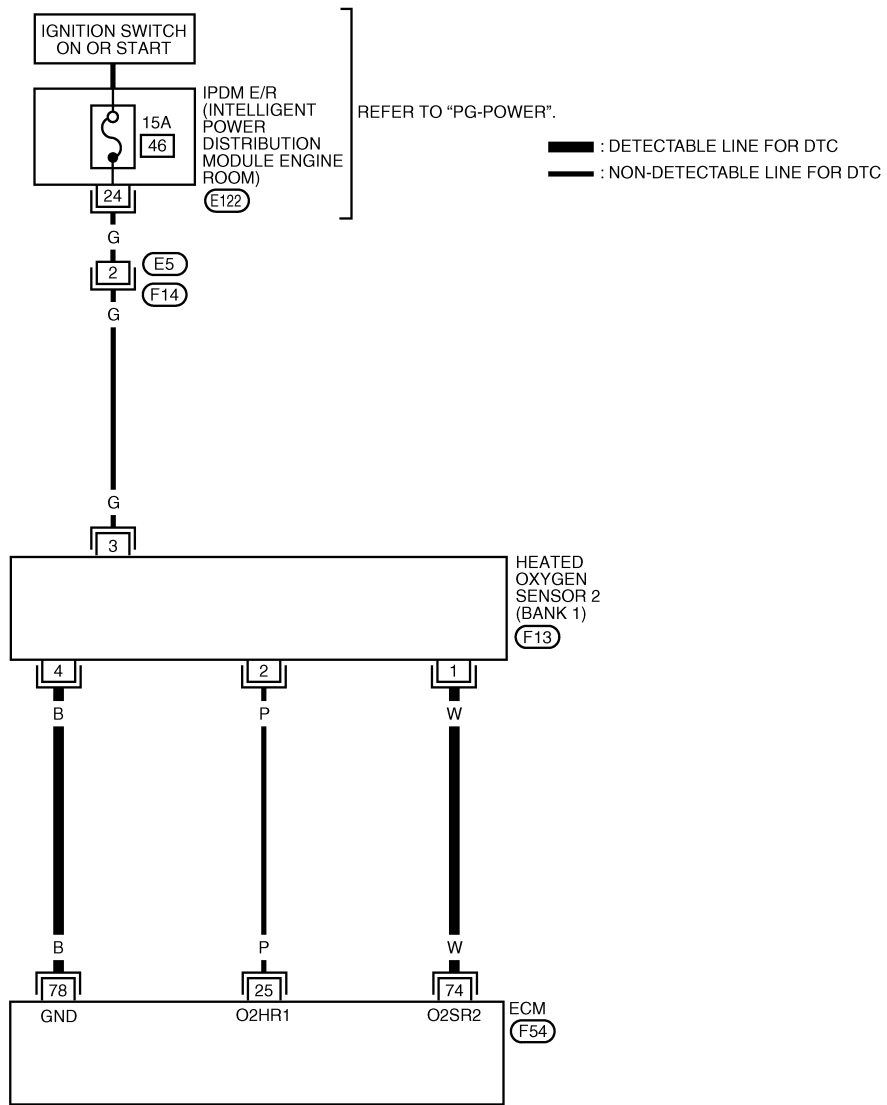 IGNITION SWITCH
ON OR START
IPDM E/R
(INTELLIGENT
POWER
DISTRIBUTION
MODULE ENGINE
ROOM)
E122
15A
46
REFER TO “PG-POWER”.
: DETECTABLE LINE FOR DTC
: NON-DETECTABLE LINE FOR DTC
24
G
2
E5
F14
G
G
3
HEATED
OXYGEN
SENSOR 2
(BANK 1)
F13
4 2 1
B P W
B P W
78 25 74
GND O2HR1 O2SR2
ECM
F54